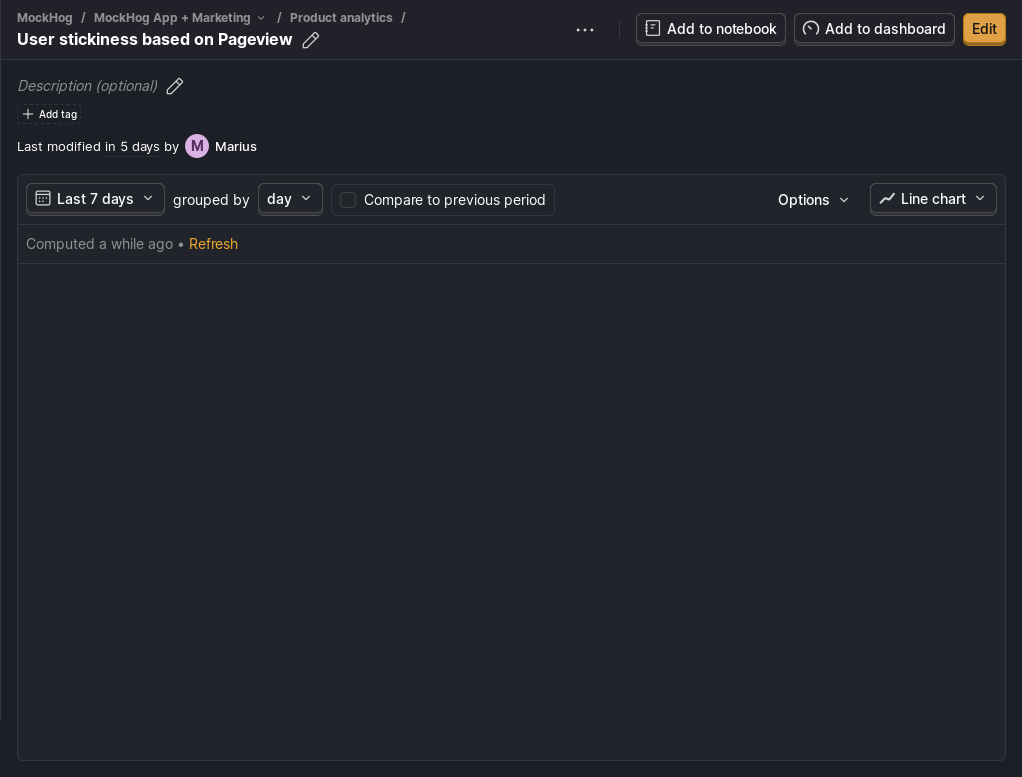 MockHog / MockHog App + Marketing / Product analytics /
User stickiness based on Pageview
Add to notebook
Add to dashboard
Edit
Description (optional)
Add tag
Last modified in 5 days by M Marius
Last 7 days grouped by day Compare to previous period Options Line chart
Computed a while ago • Refresh